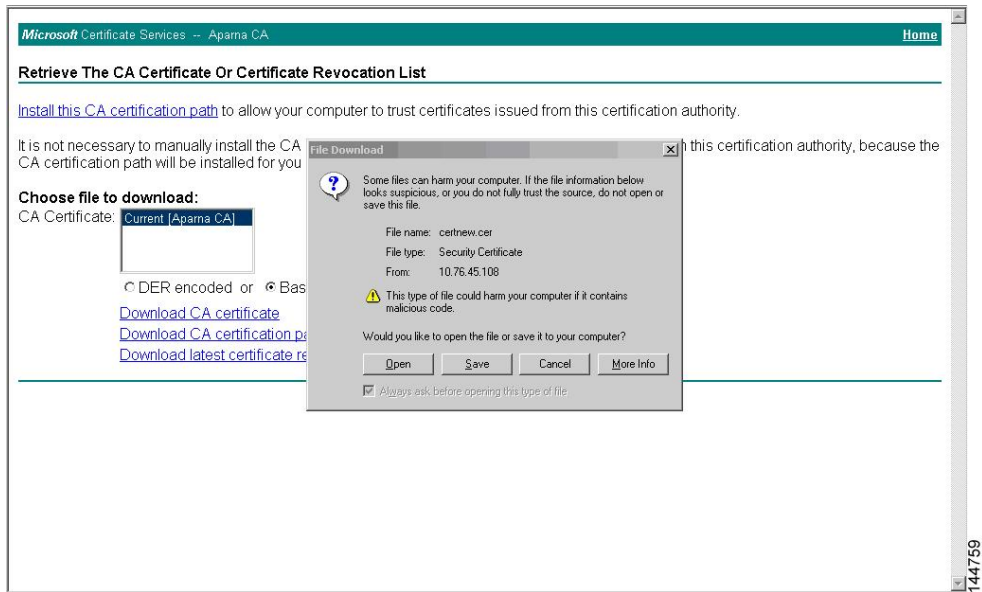 Microsoft Certificate Services -- Aparna CA Home
Retrieve The CA Certificate Or Certificate Revocation List
Install this CA certification path to allow your computer to trust certificates issued from this certification authority.
It is not necessary to manually install the CA this certification authority, because the
CA certification path will be installed for you
Choose file to download:
CA Certificate: Current [Aparna CA]
DER encoded or Bas
Download CA certificate
Download CA certification pa
Download latest certificate re
File Download
Some files can harm your computer. If the file information below
looks suspicious, or you do not fully trust the source, do not open or
save this file.
File name: certnew.cer
File type: Security Certificate
From: 10.76.45.108
This type of file could harm your computer if it contains
malicious code.
Would you like to open the file or save it to your computer?
Open Save Cancel More Info
Always ask before opening this type of file
144759